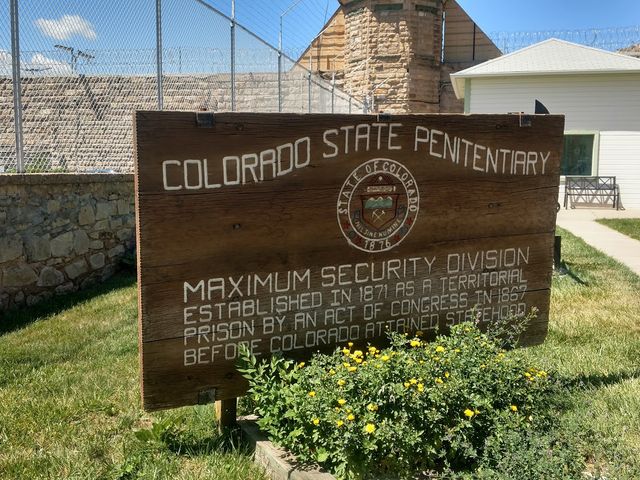 COLORADO STATE PENITENTIARY
STATE OF COLORADO
NIL SINE NUMINE
1876
MAXIMUM SECURITY DIVISION
ESTABLISHED IN 1871 AS A TERRITORIAL
PRISON BY AN ACT OF CONGRESS IN 1867
BEFORE COLORADO ATTAINED STATEHOOD